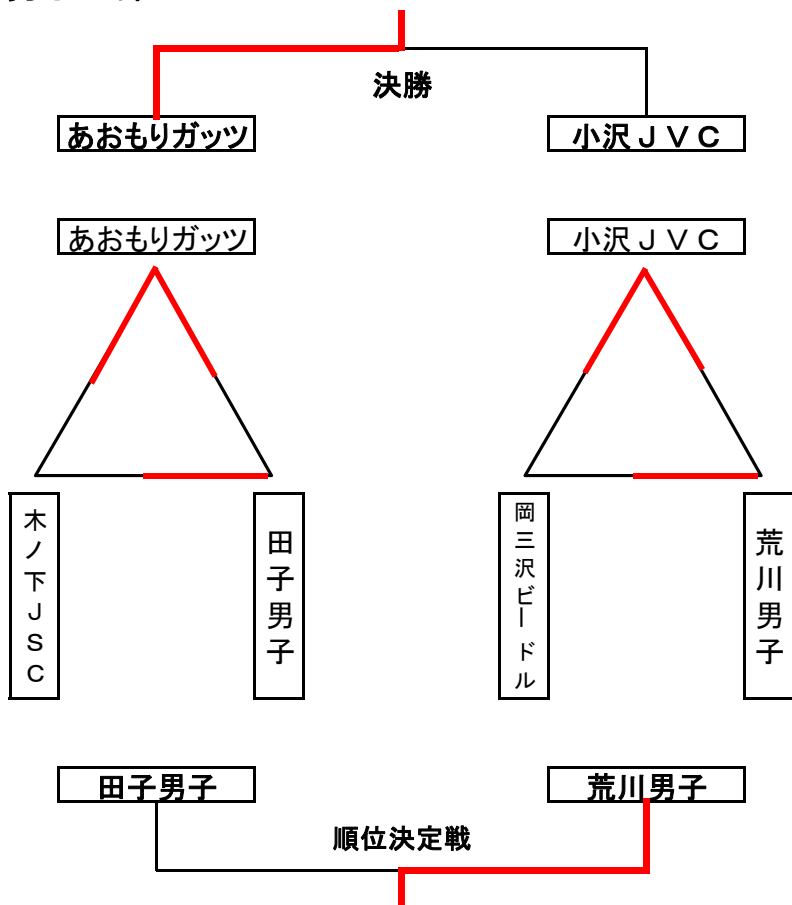 決勝
あおもりガッツ
小沢ＪＶＣ
あおもりガッツ
小沢ＪＶＣ
木ノ下ＪＳＣ
田子男子
岡三沢ビードル
荒川男子
田子男子
荒川男子
順位決定戦